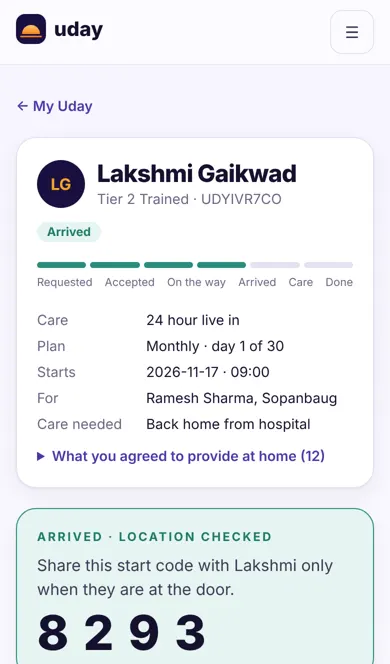 uday
☰
← My Uday
LG
Lakshmi Gaikwad
Tier 2 Trained · UDYIVR7CO
Arrived
Requested Accepted On the way Arrived Care Done
Care 24 hour live in
Plan Monthly · day 1 of 30
Starts 2026-11-17 · 09:00
For Ramesh Sharma, Sopanbaug
Care needed Back home from hospital
▶ What you agreed to provide at home (12)
ARRIVED · LOCATION CHECKED
Share this start code with Lakshmi only
when they are at the door.
8293